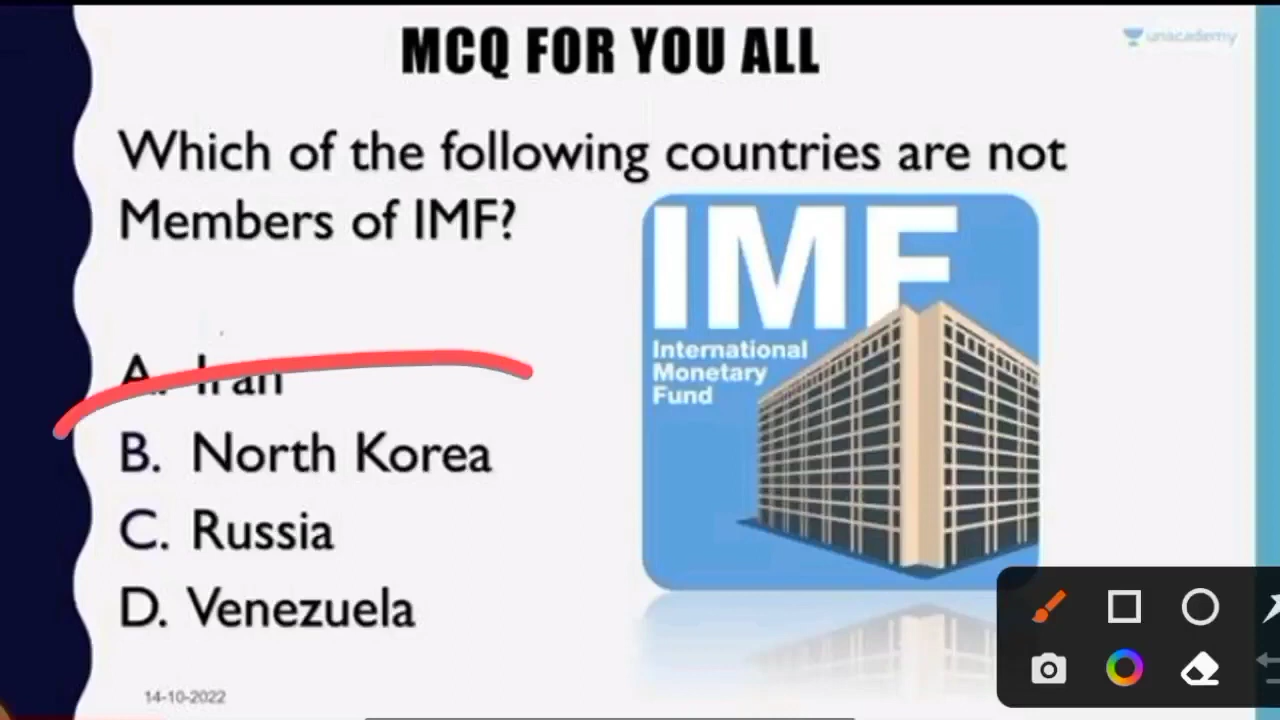 MCQ FOR YOU ALL
unacademy
Which of the following countries are not
Members of IMF?
IMF
International
Monetary
Fund
A. Iran
B. North Korea
C. Russia
D. Venezuela
14-10-2022